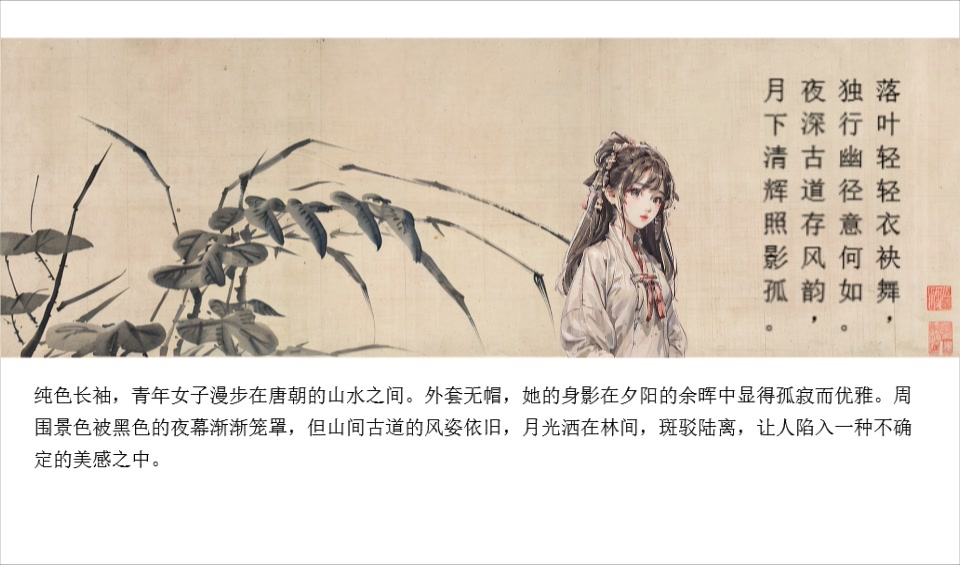 落叶轻轻衣袂舞，
独行幽径意何如。
夜深古道存风韵，
月下清辉照影孤。
纯色长袖，青年女子漫步在唐朝的山水之间。外套无帽，她的身影在夕阳的余晖中显得孤寂而优雅。周
围景色被黑色的夜幕渐渐笼罩，但山间古道的风姿依旧，月光洒在林间，斑驳陆离，让人陷入一种不确
定的美感之中。